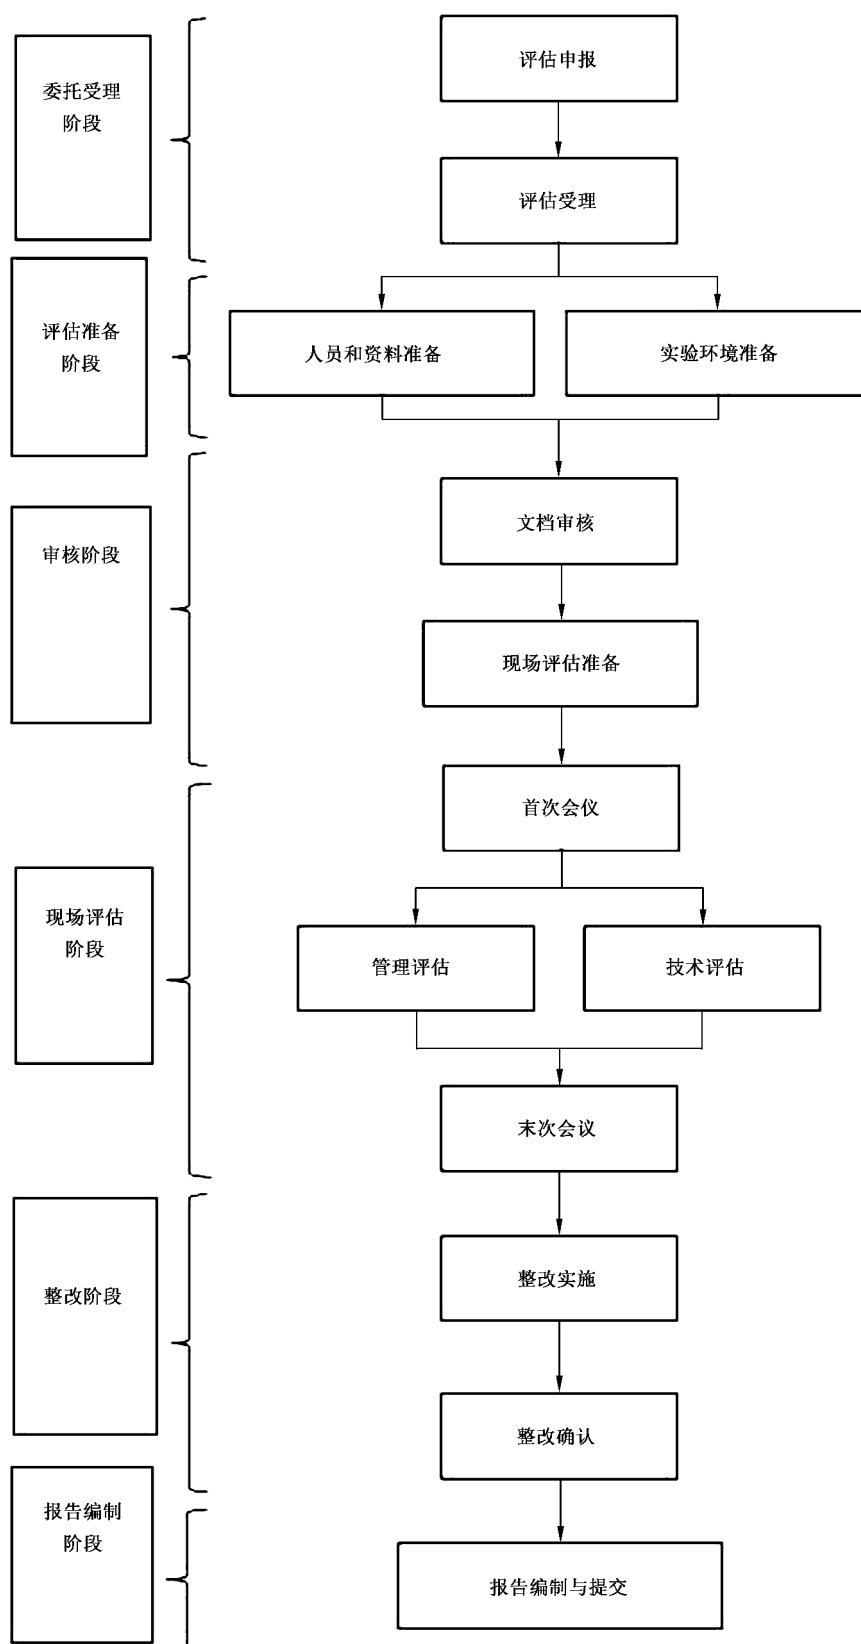 委托受理
阶段
评估申报
评估受理
评估准备
阶段
人员和资料准备
实验环境准备
审核阶段
文档审核
现场评估准备
现场评估
阶段
首次会仪
管理评估
技术评估
末次会议
整改阶段
整改实施
整改确认
报告编制
阶段
报告编制与提交